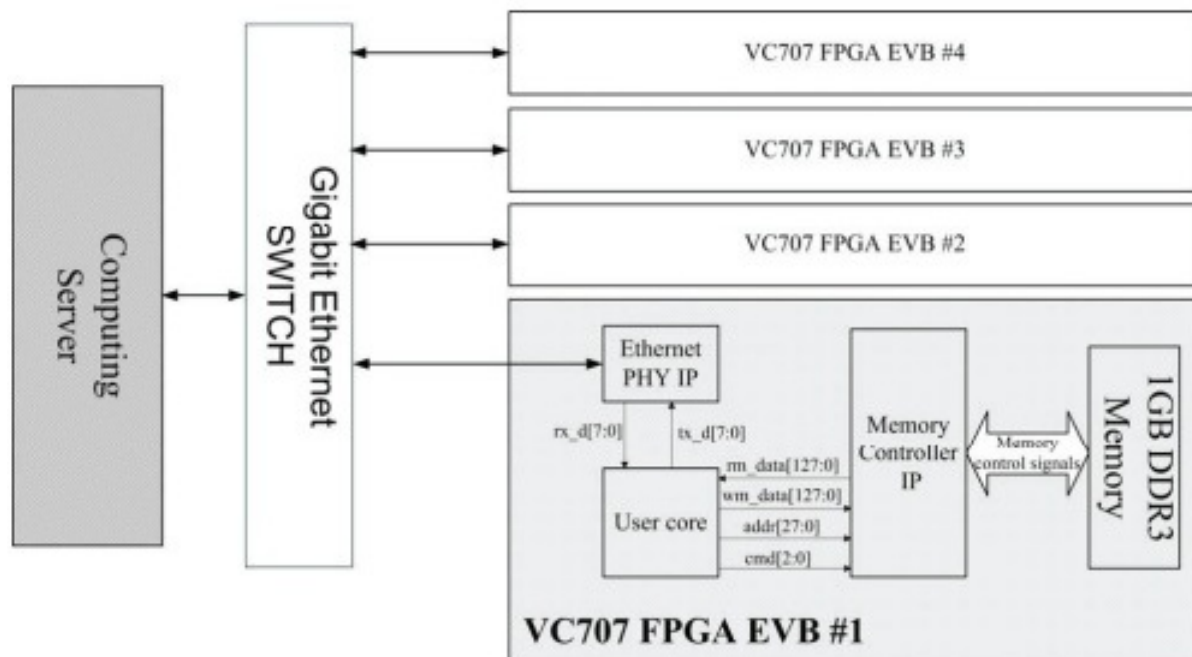 Computing
Server
Gigabit Ethernet
SWITCH
VC707 FPGA EVB #4
VC707 FPGA EVB #3
VC707 FPGA EVB #2
Ethernet
PHY IP
rx_d[7:0]
tx_d[7:0]
User core
rm_data[127:0]
wm_data[127:0]
addr[27:0]
cmd[2:0]
Memory
Controller
IP
Memory
control signals
1GB DDR3
Memory
VC707 FPGA EVB #1